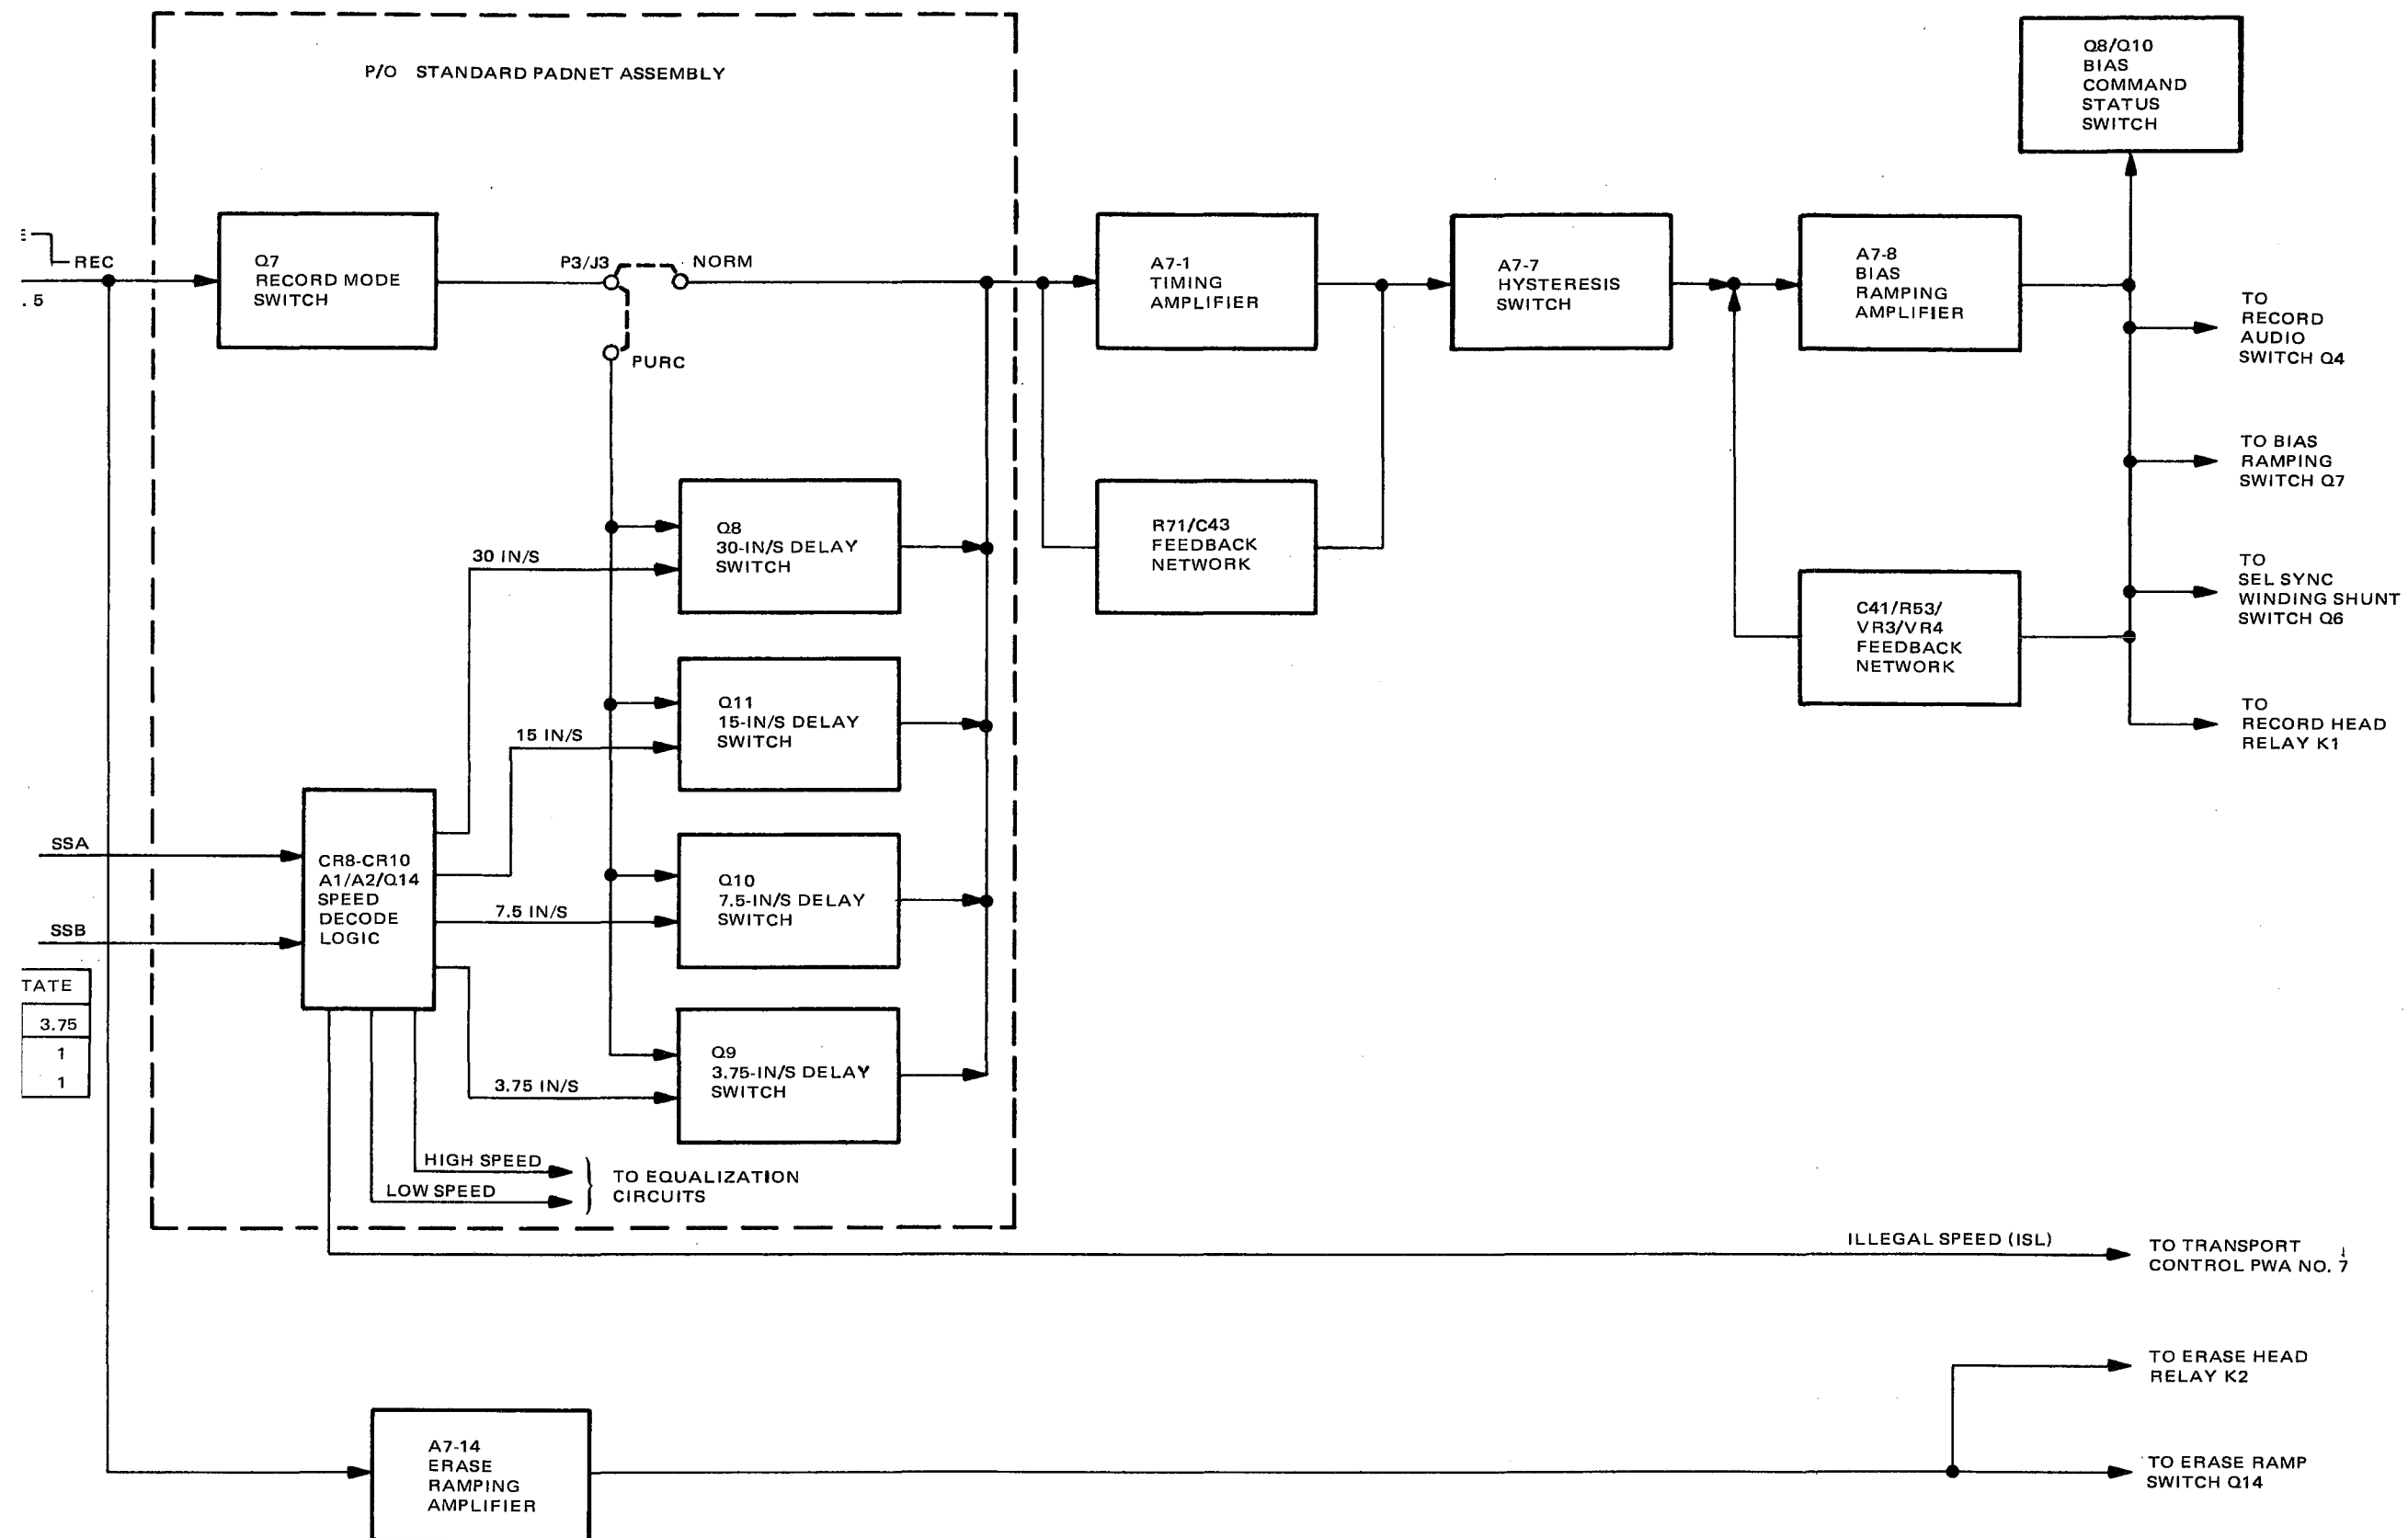 P/O STANDARD PADNET ASSEMBLY
Q8/Q10
BIAS
COMMAND
STATUS
SWITCH
REC
.5
Q7
RECORD MODE
SWITCH
P3/J3
NORM
PURC
A7-1
TIMING
AMPLIFIER
A7-7
HYSTERESIS
SWITCH
A7-8
BIAS
RAMPING
AMPLIFIER
TO
RECORD
AUDIO
SWITCH Q4
TO BIAS
RAMPING
SWITCH Q7
TO
SEL SYNC
WINDING SHUNT
SWITCH Q6
TO
RECORD HEAD
RELAY K1
R71/C43
FEEDBACK
NETWORK
C41/R53/
VR3/VR4
FEEDBACK
NETWORK
30 IN/S
Q8
30-IN/S DELAY
SWITCH
15 IN/S
Q11
15-IN/S DELAY
SWITCH
7.5 IN/S
Q10
7.5-IN/S DELAY
SWITCH
3.75 IN/S
Q9
3.75-IN/S DELAY
SWITCH
SSA
SSB
CR8-CR10
A1/A2/Q14
SPEED
DECODE
LOGIC
TATE
3.75
1
1
HIGH SPEED
LOW SPEED
TO EQUALIZATION
CIRCUITS
ILLEGAL SPEED (ISL)
TO TRANSPORT
CONTROL PWA NO. 7
TO ERASE HEAD
RELAY K2
A7-14
ERASE
RAMPING
AMPLIFIER
TO ERASE RAMP
SWITCH Q14